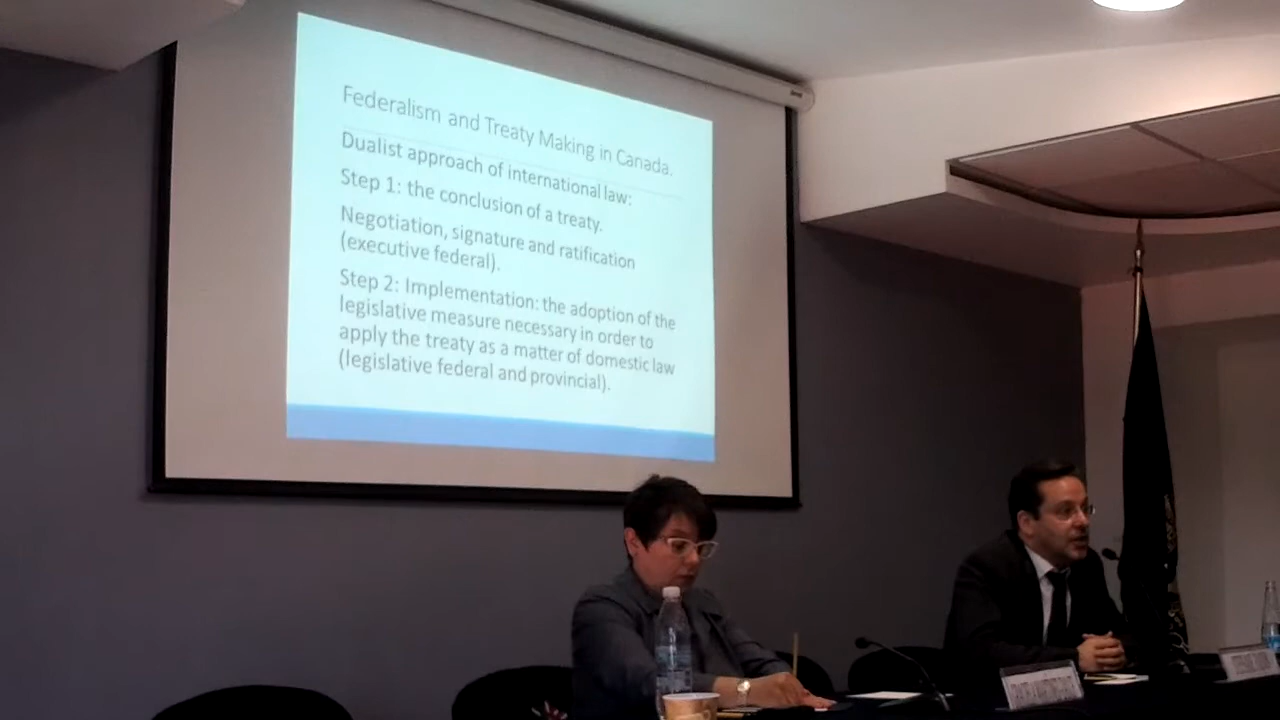 Federalism and Treaty Making in Canada.
Dualist approach of international law:
Step 1: the conclusion of a treaty.
Negotiation, signature and ratification
(executive federal).
Step 2: Implementation: the adoption of the
legislative measure necessary in order to
apply the treaty as a matter of domestic law
(legislative federal and provincial).